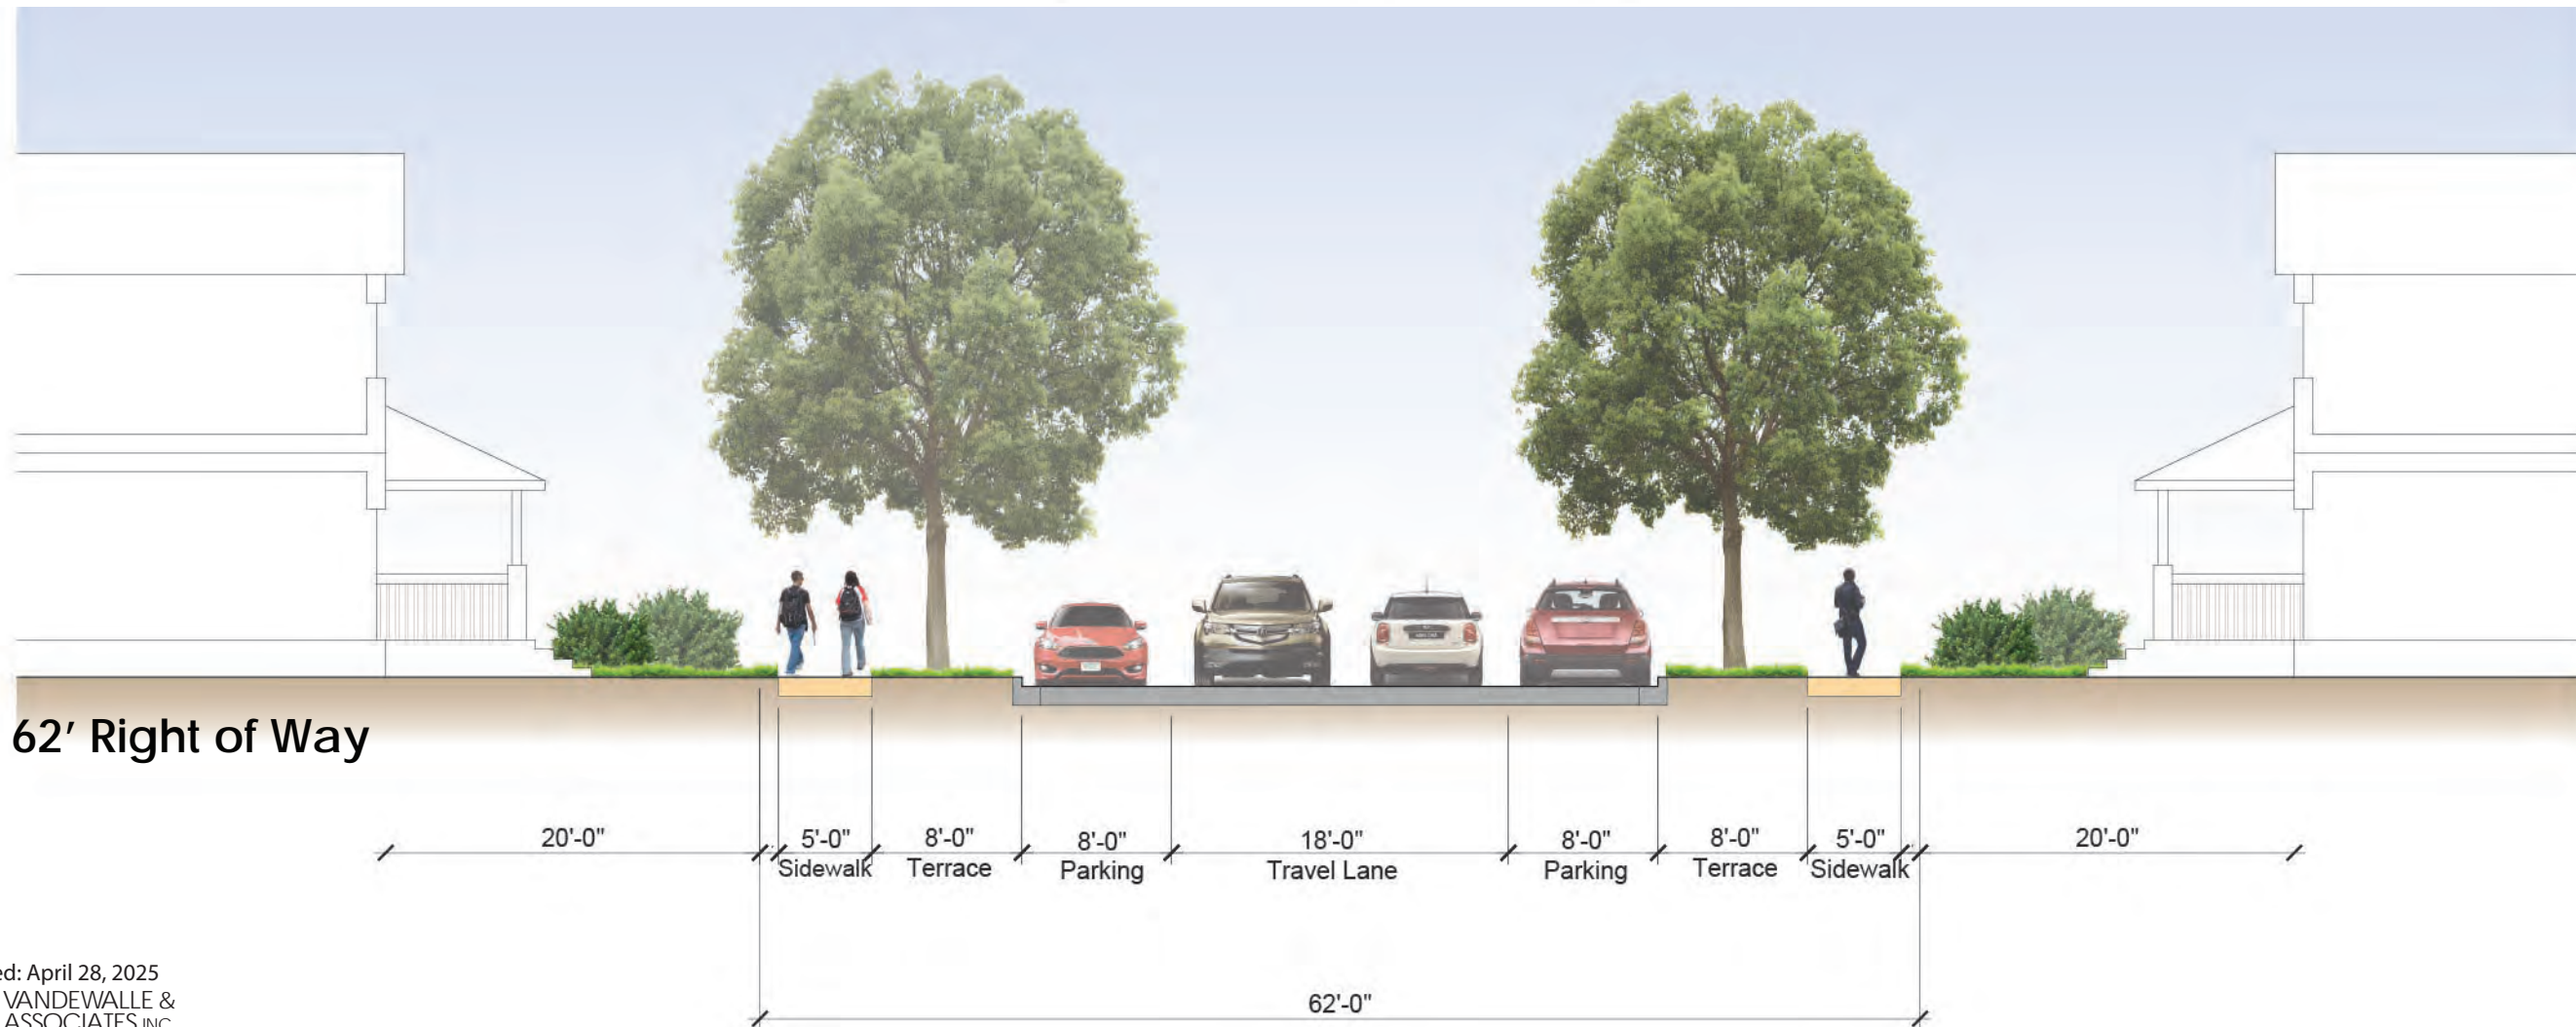 62' Right of Way
20'-0"
5'-0"
8'-0"
8'-0"
18'-0"
8'-0"
8'-0"
5'-0"
20'-0"
Sidewalk
Terrace
Parking
Travel Lane
Parking
Terrace
Sidewalk
62'-0"
ed: April 28, 2025
VANDEWALLE &
ASSOCIATES INC